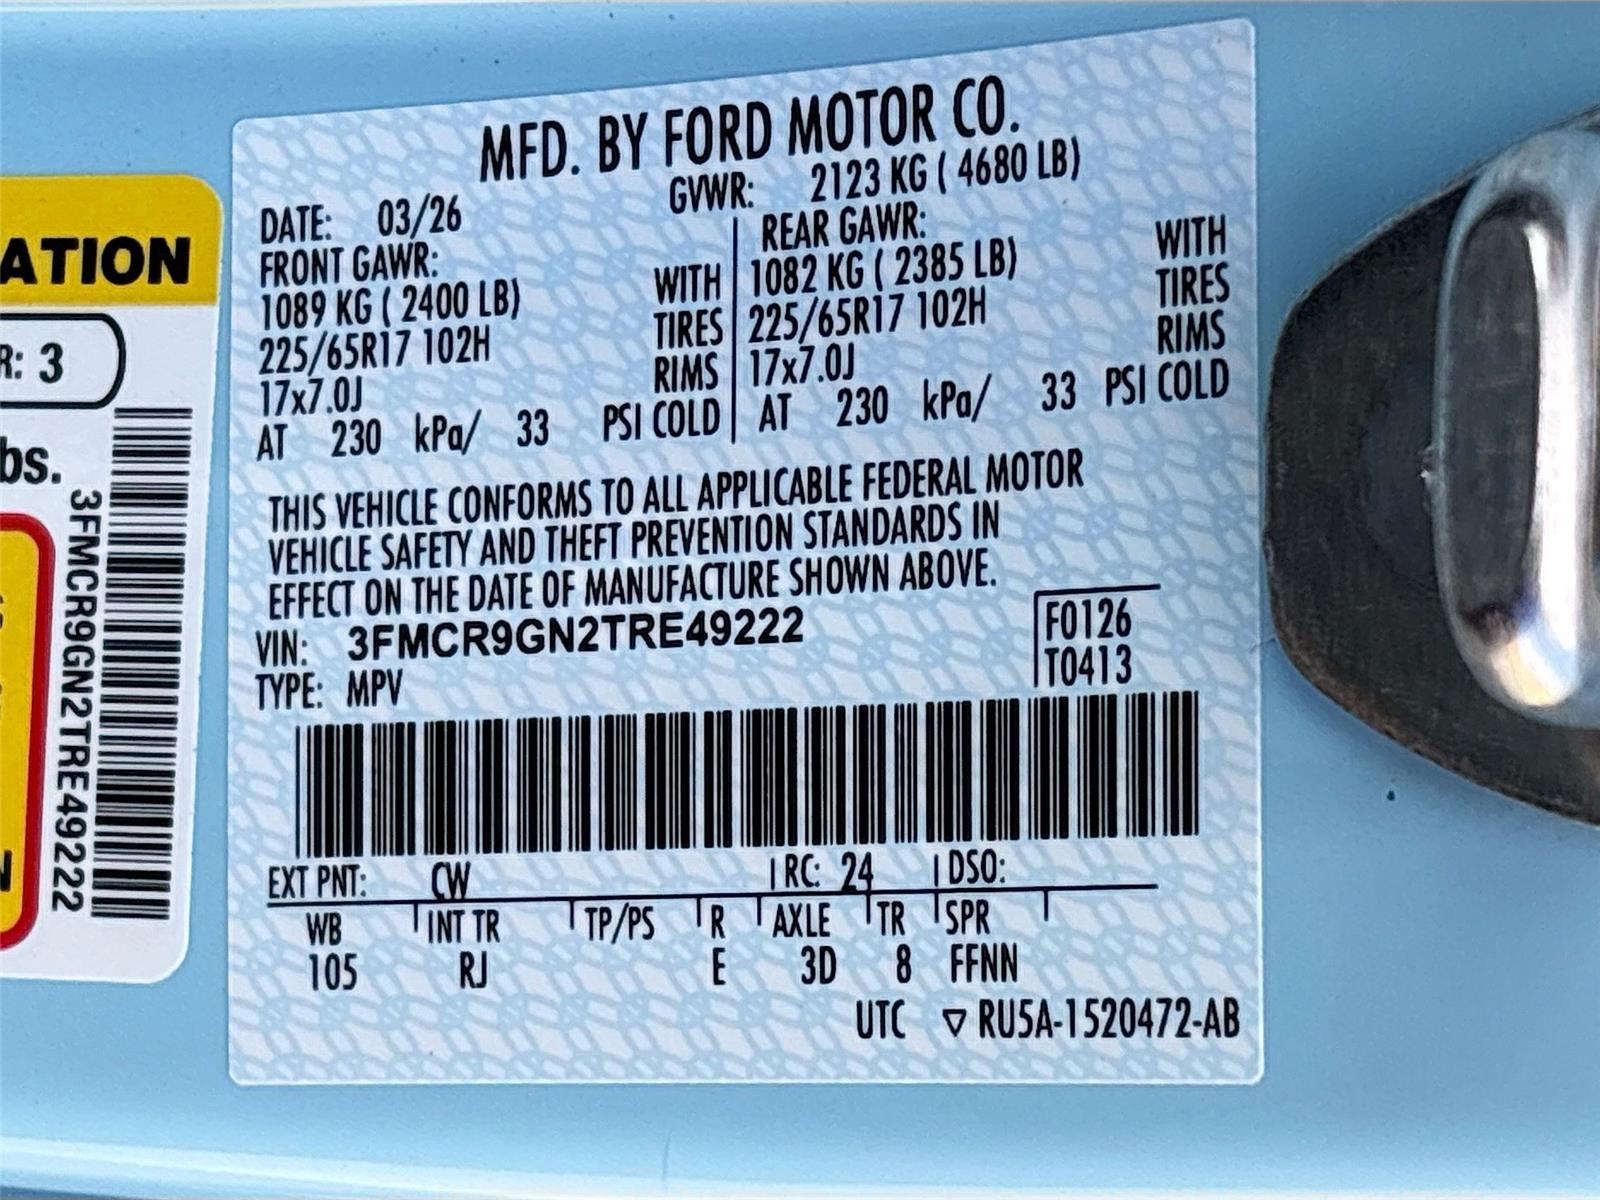 MFD. BY FORD MOTOR CO.
DATE: 03/26 GVWR: 2123 KG ( 4680 LB)
FRONT GAWR:
1089 KG ( 2400 LB) WITH
225/65R17 102H TIRES
17x7.0J RIMS
AT 230 kPa/ 33 PSI COLD
REAR GAWR: WITH
1082 KG ( 2385 LB) TIRES
225/65R17 102H RIMS
17x7.0J
AT 230 kPa/ 33 PSI COLD
THIS VEHICLE CONFORMS TO ALL APPLICABLE FEDERAL MOTOR
VEHICLE SAFETY AND THEFT PREVENTION STANDARDS IN
EFFECT ON THE DATE OF MANUFACTURE SHOWN ABOVE.
VIN: 3FMCR9GN2TRE49222
TYPE: MPV
F0126
T0413
EXT PNT: CW RC: 24 DSO:
WB INT TR TP/PS R AXLE TR SPR
105 RJ E 3D 8 FFNN
UTC ▽ RU5A-1520472-AB
ATION
R: 3
bs.
3FMCR9GN2TRE49222
N